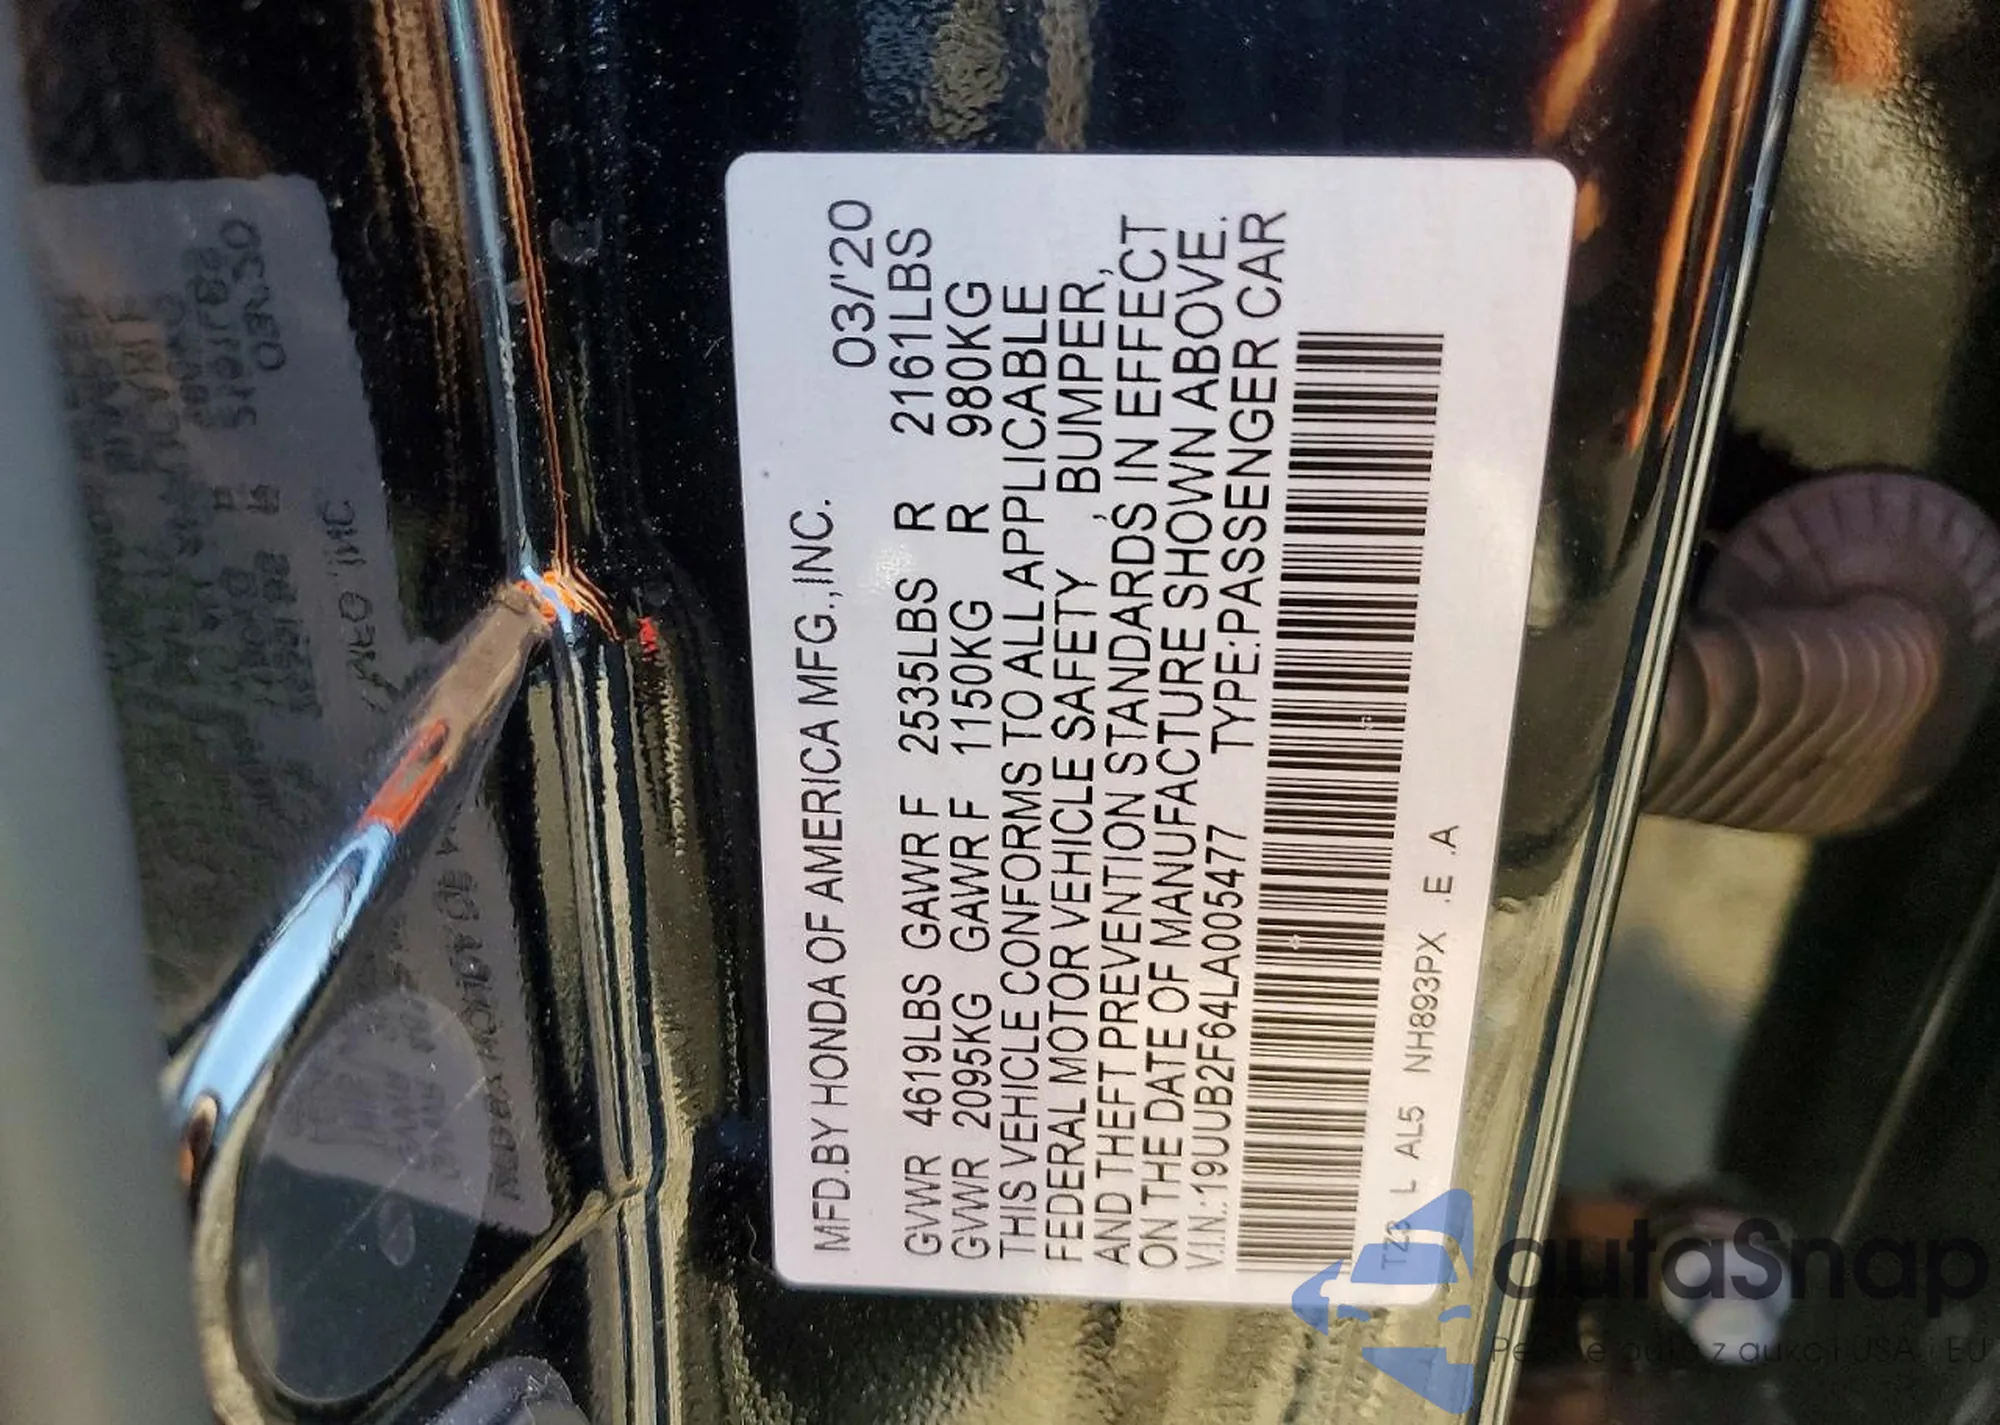 MFD.BY HONDA OF AMERICA MFG.,INC.
03/'20
GVWR 4619LBS GAWR F 2535LBS R 2161LBS
GVWR 2095KG GAWR F 1150KG R 980KG
THIS VEHICLE CONFORMS TO ALL APPLICABLE
FEDERAL MOTOR VEHICLE SAFETY , BUMPER,
AND THEFT PREVENTION STANDARDS IN EFFECT
ON THE DATE OF MANUFACTURE SHOWN ABOVE.
V.I.N.:19UUB2F64LA005477 TYPE:PASSENGER CAR
TZ3 L AL5 NH893PX .E .A
autaSnap